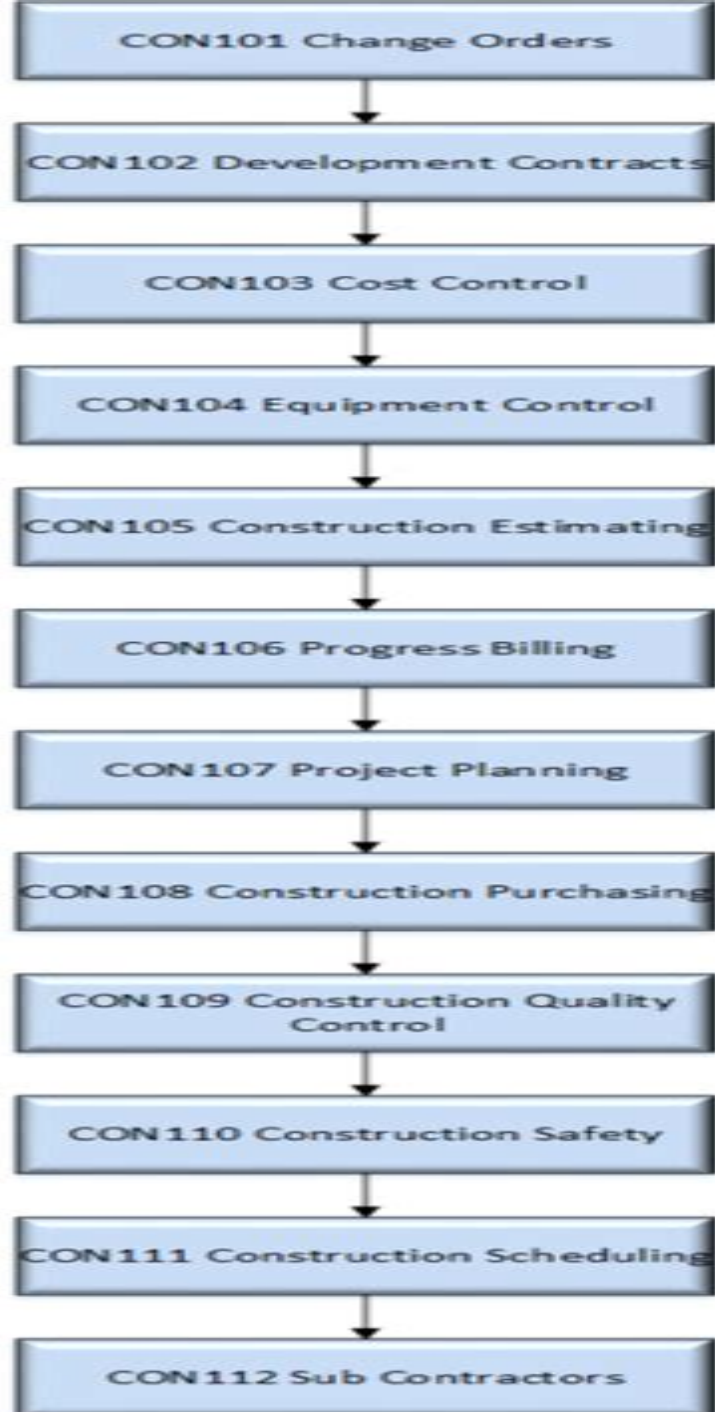 CON101 Change Orders
CON102 Development Contracts
CON103 Cost Control
CON104 Equipment Control
CON105 Construction Estimating
CON106 Progress Billing
CON107 Project Planning
CON108 Construction Purchasing
CON109 Construction Quality
Control
CON110 Construction Safety
CON111 Construction Scheduling
CON112 Sub Contractors